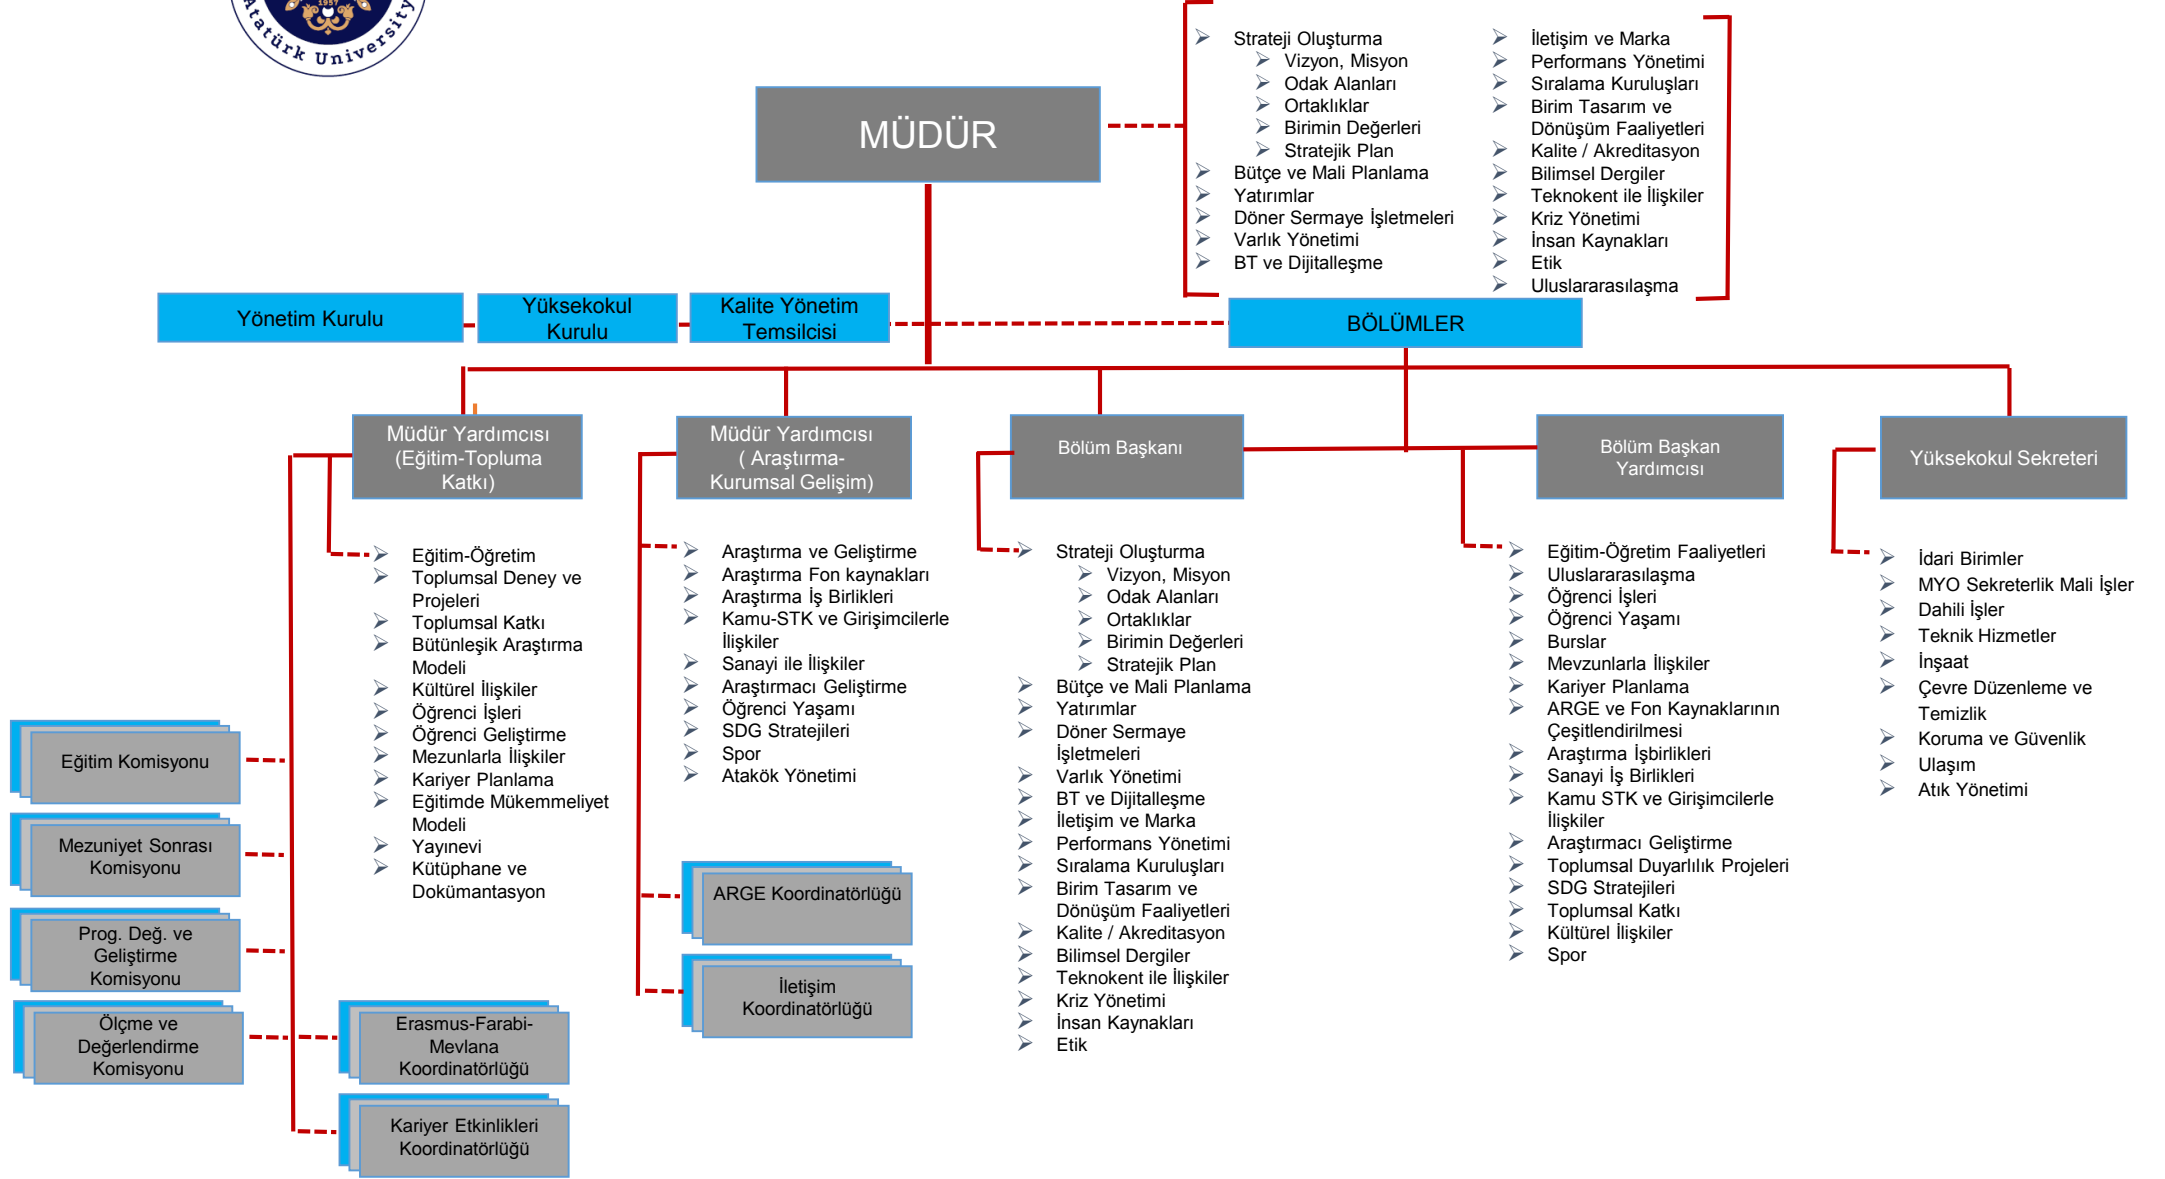 Atatürk University
1957
MÜDÜR
Strateji Oluşturma
Vizyon, Misyon
Odak Alanları
Ortaklıklar
Birimin Değerleri
Stratejik Plan
Bütçe ve Mali Planlama
Yatırımlar
Döner Sermaye İşletmeleri
Varlık Yönetimi
BT ve Dijitalleşme
İletişim ve Marka
Performans Yönetimi
Sıralama Kuruluşları
Birim Tasarım ve
Dönüşüm Faaliyetleri
Kalite / Akreditasyon
Bilimsel Dergiler
Teknokent ile İlişkiler
Kriz Yönetimi
İnsan Kaynakları
Etik
Uluslararasılaşma
Yönetim Kurulu
Yüksekokul
Kurulu
Kalite Yönetim
Temsilcisi
BÖLÜMLER
Müdür Yardımcısı
(Eğitim-Topluma
Katkı)
Müdür Yardımcısı
( Araştırma-
Kurumsal Gelişim)
Bölüm Başkanı
Bölüm Başkan
Yardımcısı
Yüksekokul Sekreteri
Eğitim-Öğretim
Toplumsal Deney ve
Projeleri
Toplumsal Katkı
Bütünleşik Araştırma
Modeli
Kültürel İlişkiler
Öğrenci İşleri
Öğrenci Geliştirme
Mezunlarla İlişkiler
Kariyer Planlama
Eğitimde Mükemmeliyet
Modeli
Yayınevi
Kütüphane ve
Dokümantasyon
Araştırma ve Geliştirme
Araştırma Fon kaynakları
Araştırma İş Birlikleri
Kamu-STK ve Girişimcilerle
İlişkiler
Sanayi ile İlişkiler
Araştırmacı Geliştirme
Öğrenci Yaşamı
SDG Stratejileri
Spor
Atakök Yönetimi
Strateji Oluşturma
Vizyon, Misyon
Odak Alanları
Ortaklıklar
Birimin Değerleri
Stratejik Plan
Bütçe ve Mali Planlama
Yatırımlar
Döner Sermaye
İşletmeleri
Varlık Yönetimi
BT ve Dijitalleşme
İletişim ve Marka
Performans Yönetimi
Sıralama Kuruluşları
Birim Tasarım ve
Dönüşüm Faaliyetleri
Kalite / Akreditasyon
Bilimsel Dergiler
Teknokent ile İlişkiler
Kriz Yönetimi
İnsan Kaynakları
Etik
Eğitim-Öğretim Faaliyetleri
Uluslararasılaşma
Öğrenci İşleri
Öğrenci Yaşamı
Burslar
Mevzunlarla İlişkiler
Kariyer Planlama
ARGE ve Fon Kaynaklarının
Çeşitlendirilmesi
Araştırma İşbirlikleri
Sanayi İş Birlikleri
Kamu STK ve Girişimcilerle
İlişkiler
Araştırmacı Geliştirme
Toplumsal Duyarlılık Projeleri
SDG Stratejileri
Toplumsal Katkı
Kültürel İlişkiler
Spor
İdari Birimler
MYO Sekreterlik Mali İşler
Dahili İşler
Teknik Hizmetler
İnşaat
Çevre Düzenleme ve
Temizlik
Koruma ve Güvenlik
Ulaşım
Atık Yönetimi
Eğitim Komisyonu
Mezuniyet Sonrası
Komisyonu
Prog. Değ. ve
Geliştirme
Komisyonu
Ölçme ve
Değerlendirme
Komisyonu
Erasmus-Farabi-
Mevlana
Koordinatörlüğü
Kariyer Etkinlikleri
Koordinatörlüğü
ARGE Koordinatörlüğü
İletişim
Koordinatörlüğü